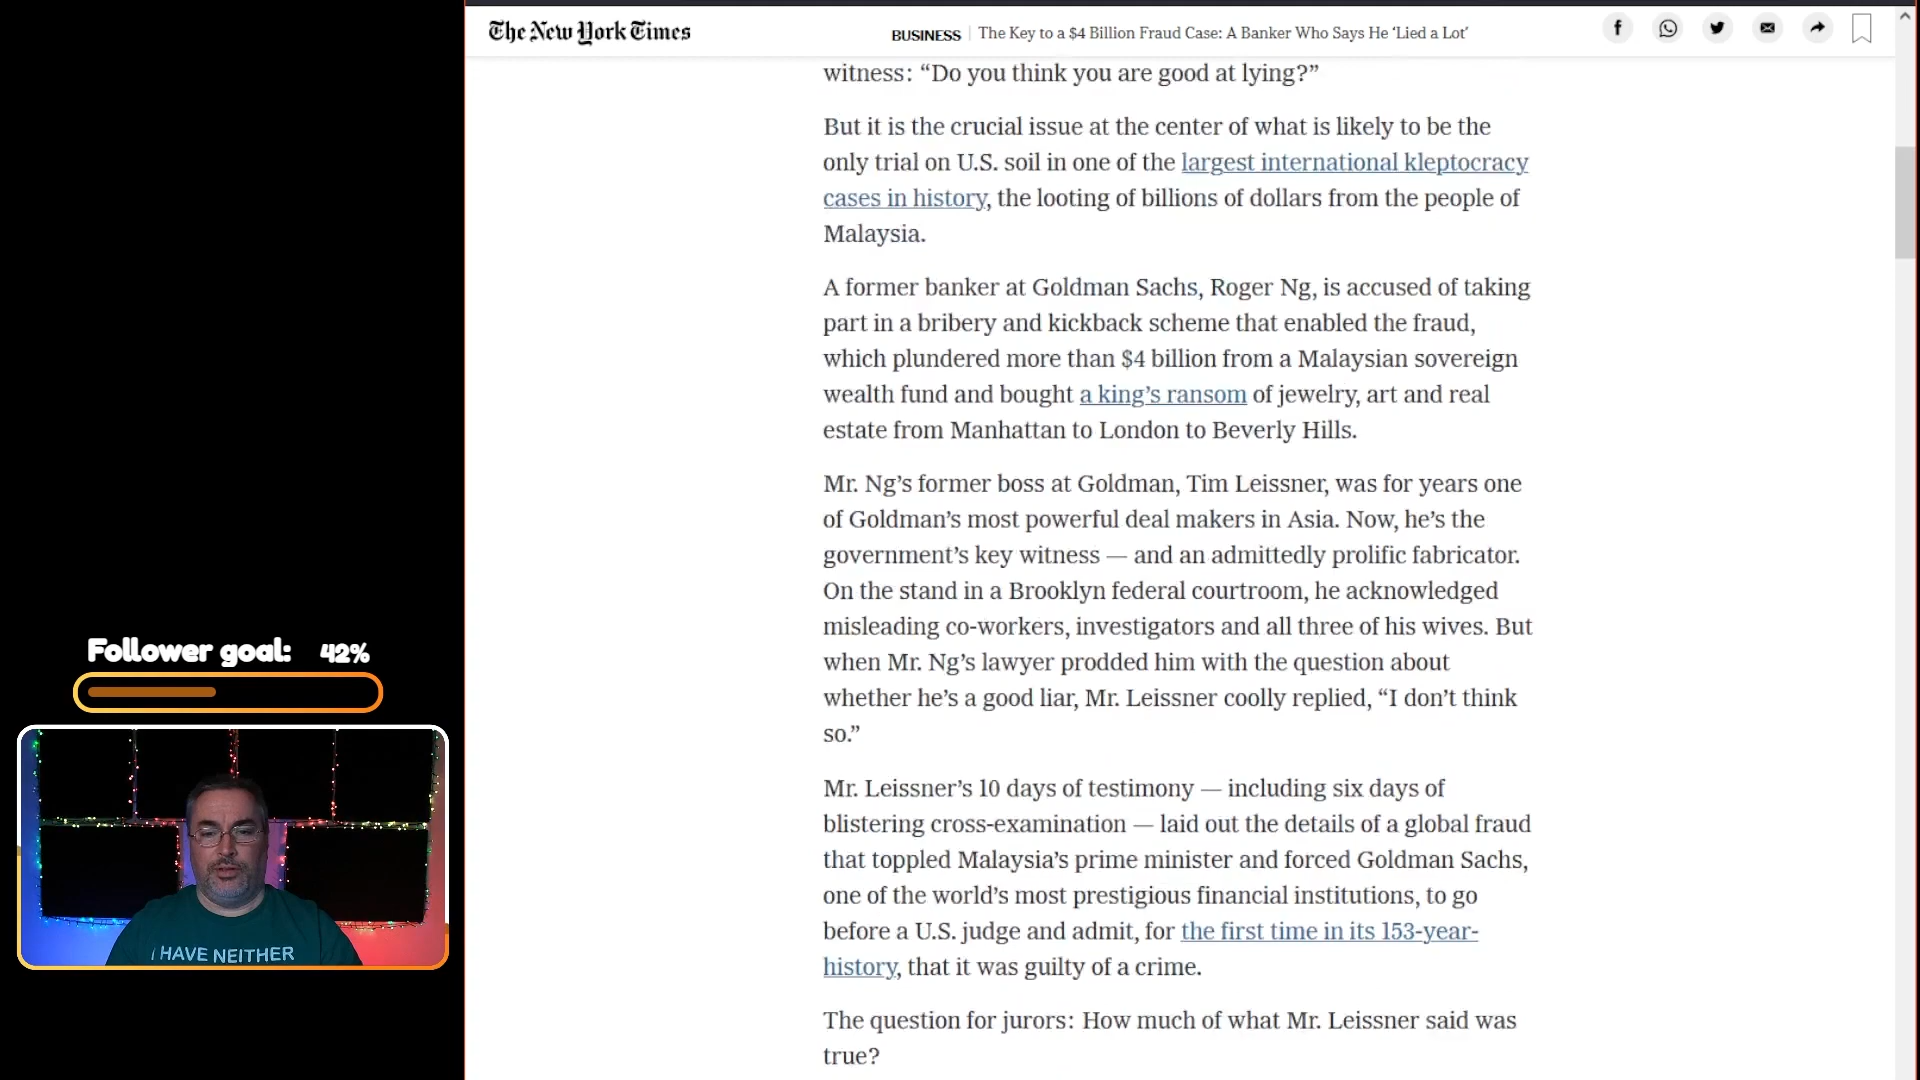 The New York Times
BUSINESS | The Key to a $4 Billion Fraud Case: A Banker Who Says He ‘Lied a Lot’
witness: “Do you think you are good at lying?”
But it is the crucial issue at the center of what is likely to be the
only trial on U.S. soil in one of the largest international kleptocracy
cases in history, the looting of billions of dollars from the people of
Malaysia.
A former banker at Goldman Sachs, Roger Ng, is accused of taking
part in a bribery and kickback scheme that enabled the fraud,
which plundered more than $4 billion from a Malaysian sovereign
wealth fund and bought a king’s ransom of jewelry, art and real
estate from Manhattan to London to Beverly Hills.
Mr. Ng’s former boss at Goldman, Tim Leissner, was for years one
of Goldman’s most powerful deal makers in Asia. Now, he’s the
government’s key witness — and an admittedly prolific fabricator.
On the stand in a Brooklyn federal courtroom, he acknowledged
misleading co-workers, investigators and all three of his wives. But
when Mr. Ng’s lawyer prodded him with the question about
whether he’s a good liar, Mr. Leissner coolly replied, “I don’t think
so.”
Mr. Leissner’s 10 days of testimony — including six days of
blistering cross-examination — laid out the details of a global fraud
that toppled Malaysia’s prime minister and forced Goldman Sachs,
one of the world’s most prestigious financial institutions, to go
before a U.S. judge and admit, for the first time in its 153-year-
history, that it was guilty of a crime.
The question for jurors: How much of what Mr. Leissner said was
true?
Follower goal: 42%
I HAVE NEITHER